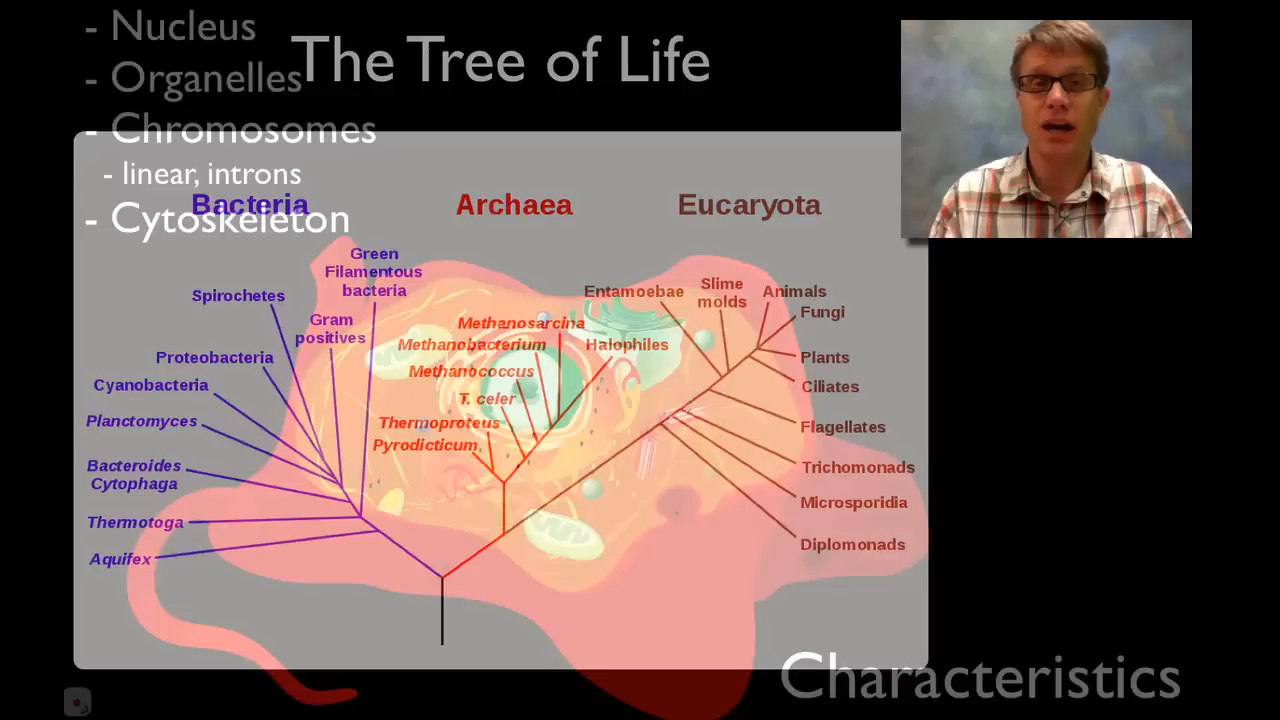 - Nucleus
The Tree of Life
- Organelles
- Chromosomes
- linear, introns
- Cytoskeleton
Bacteria
Archaea
Eucaryota
Green
Filamentous
bacteria
Spirochetes
Gram
positives
Proteobacteria
Cyanobacteria
Planctomyces
Bacteroides
Cytophaga
Thermotoga
Aquifex
Methanosarcina
Methanobacterium
Halophiles
Methanococcus
T. celer
Thermoproteus
Pyrodicticum
Entamoebae
Slime
molds
Animals
Fungi
Plants
Ciliates
Flagellates
Trichomonads
Microsporidia
Diplomonads
Characteristics